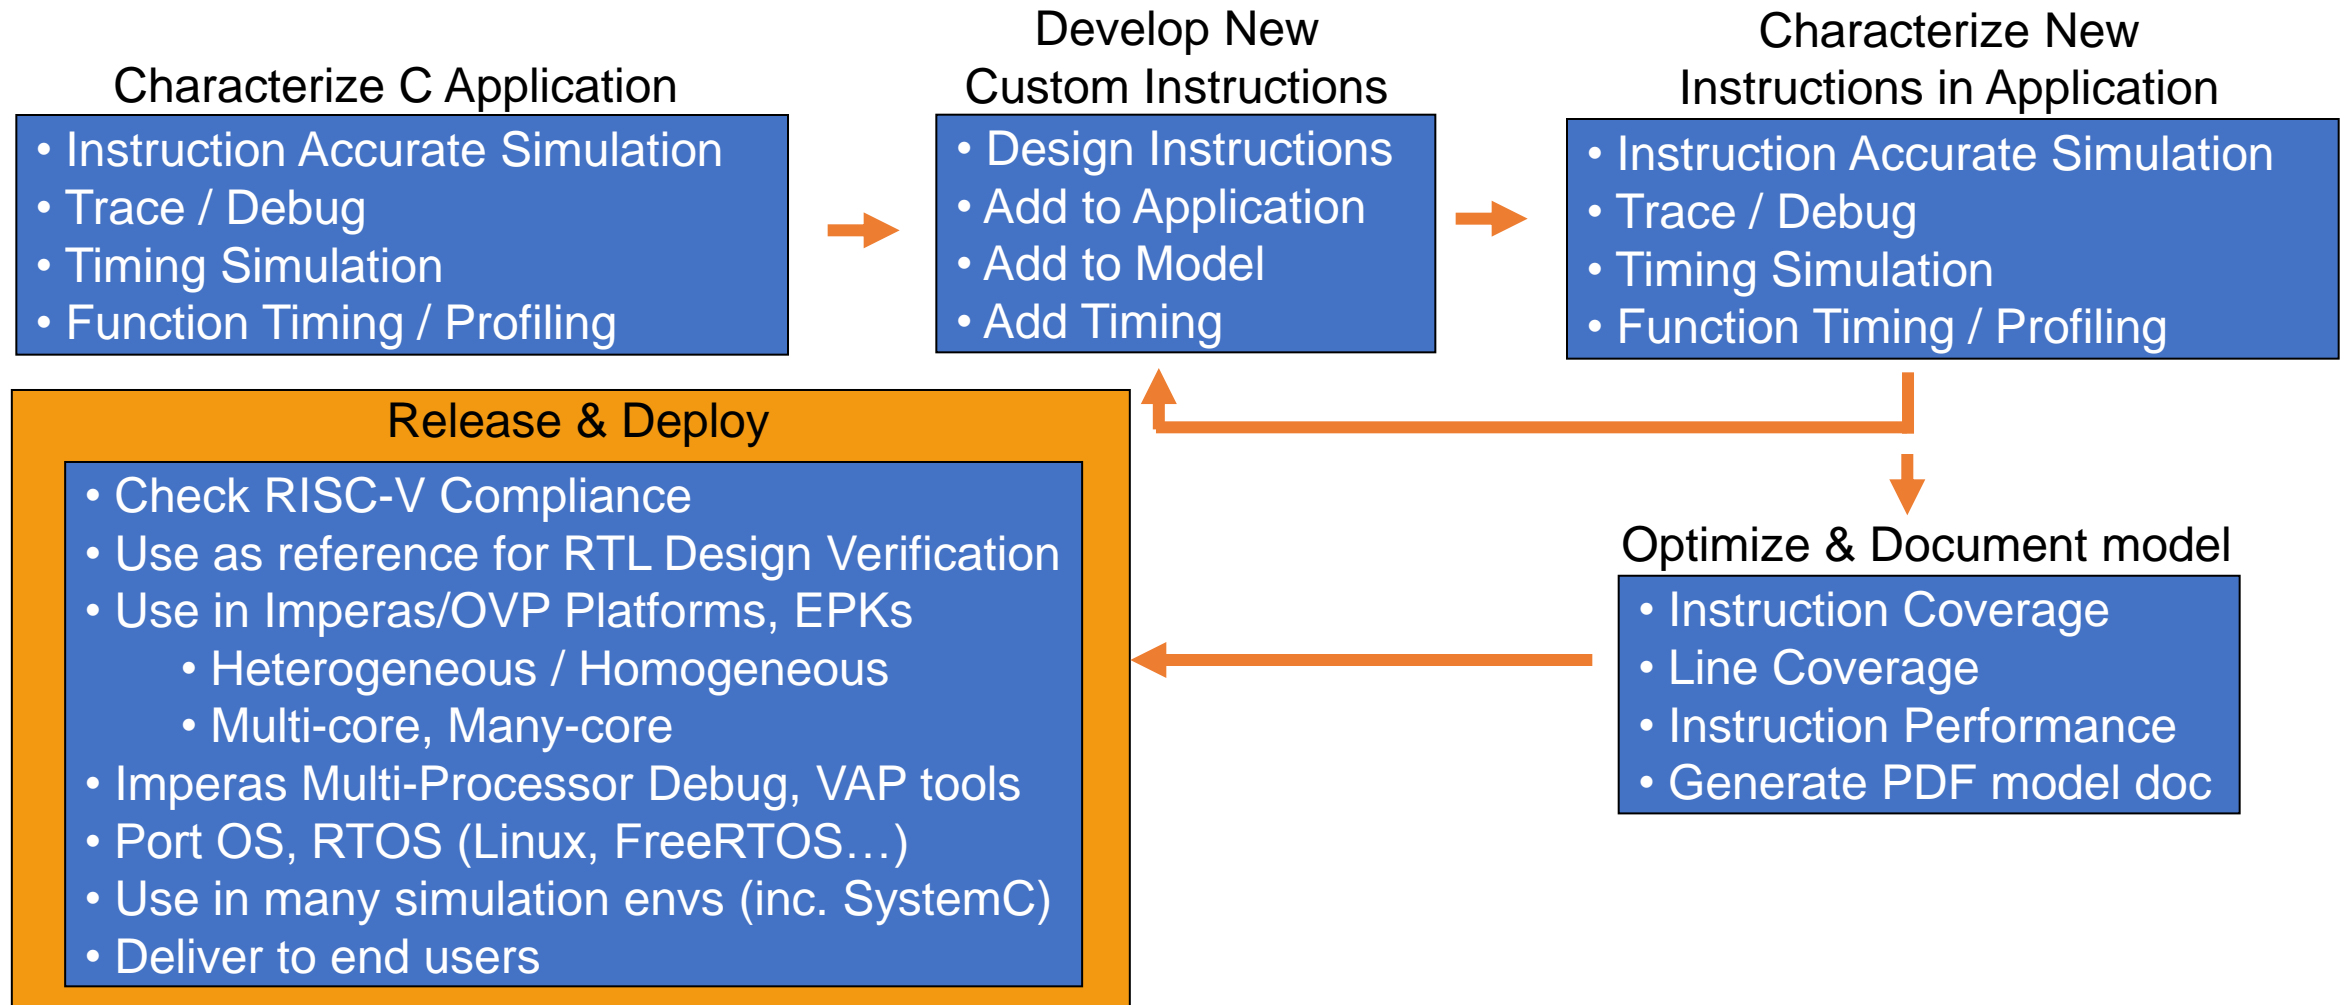 Characterize C Application
• Instruction Accurate Simulation
• Trace / Debug
• Timing Simulation
• Function Timing / Profiling
Develop New
Custom Instructions
• Design Instructions
• Add to Application
• Add to Model
• Add Timing
Characterize New
Instructions in Application
• Instruction Accurate Simulation
• Trace / Debug
• Timing Simulation
• Function Timing / Profiling
Optimize & Document model
• Instruction Coverage
• Line Coverage
• Instruction Performance
• Generate PDF model doc
Release & Deploy
• Check RISC-V Compliance
• Use as reference for RTL Design Verification
• Use in Imperas/OVP Platforms, EPKs
• Heterogeneous / Homogeneous
• Multi-core, Many-core
• Imperas Multi-Processor Debug, VAP tools
• Port OS, RTOS (Linux, FreeRTOS…)
• Use in many simulation envs (inc. SystemC)
• Deliver to end users